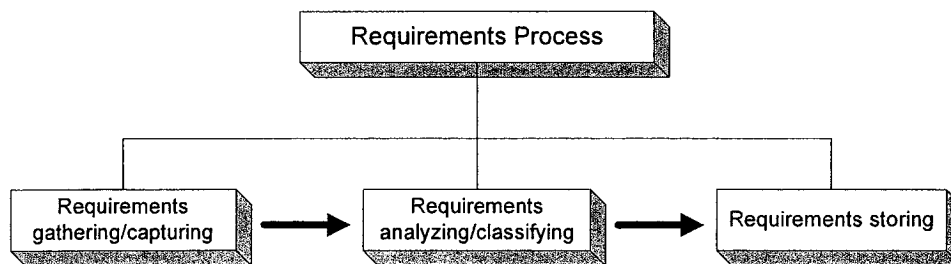 Requirements Process
Requirements
gathering/capturing
Requirements
analyzing/classifying
Requirements storing